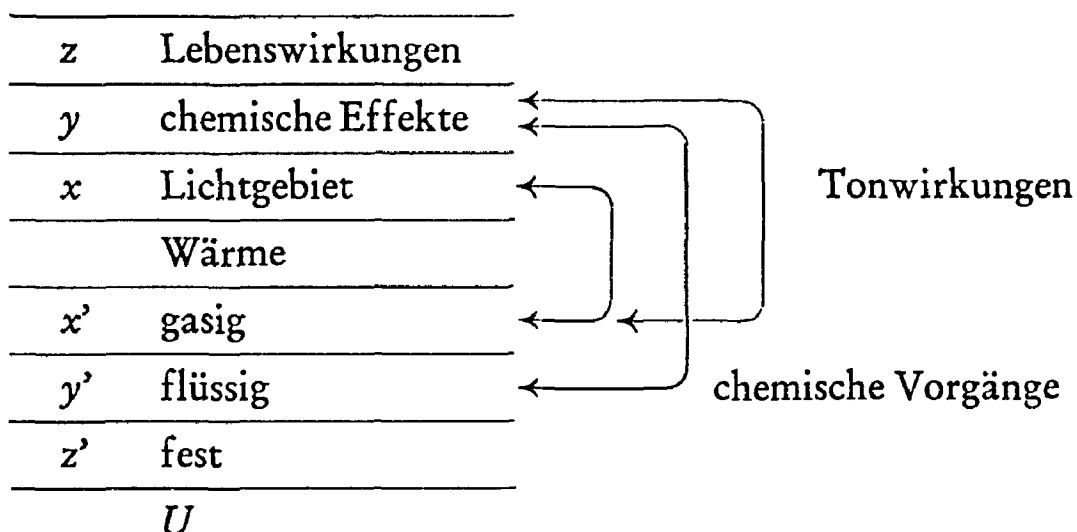 z Lebenswirkungen
y chemische Effekte
x Lichtgebiet Tonwirkungen
Wärme
x’ gasig
y’ flüssig chemische Vorgänge
z’ fest
U